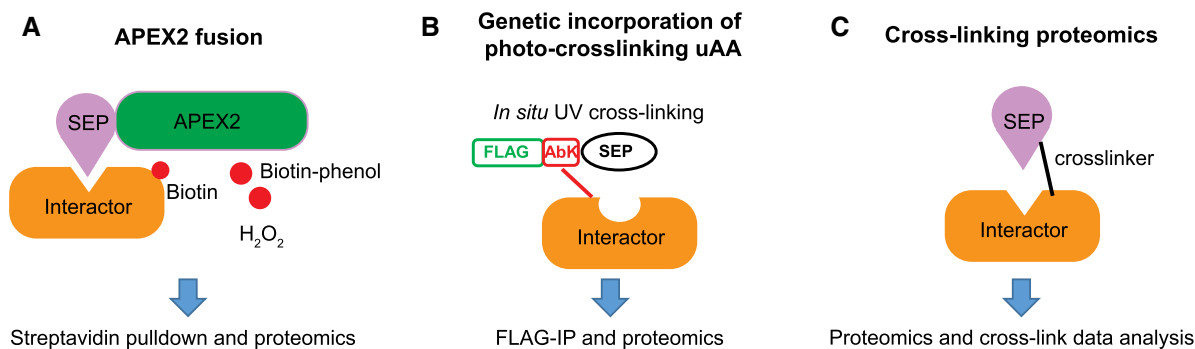 A
APEX2 fusion
SEP
APEX2
Biotin-phenol
Biotin
Interactor
H2O2
Streptavidin pulldown and proteomics
B
Genetic incorporation of
photo-crosslinking uAA
In situ UV cross-linking
FLAG AbK SEP
Interactor
FLAG-IP and proteomics
C
Cross-linking proteomics
SEP
crosslinker
Interactor
Proteomics and cross-link data analysis